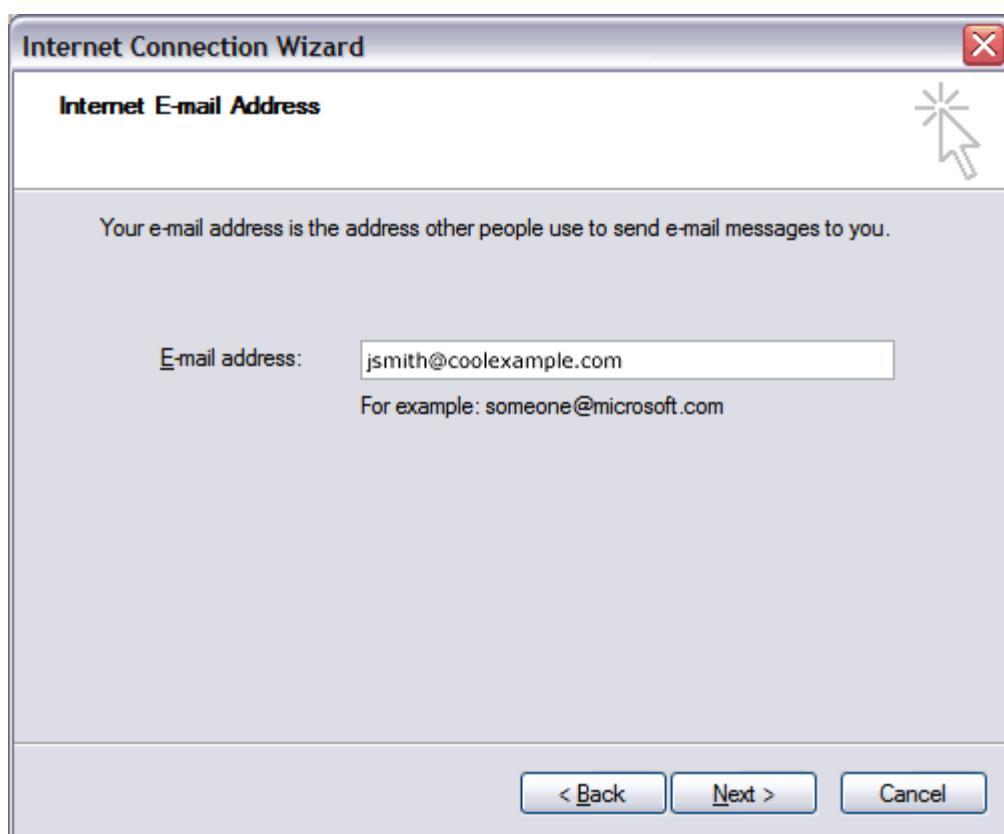 Internet Connection Wizard
Internet E-mail Address
Your e-mail address is the address other people use to send e-mail messages to you.
E-mail address: jsmith@coolexample.com
For example: someone@microsoft.com
< Back Next > Cancel